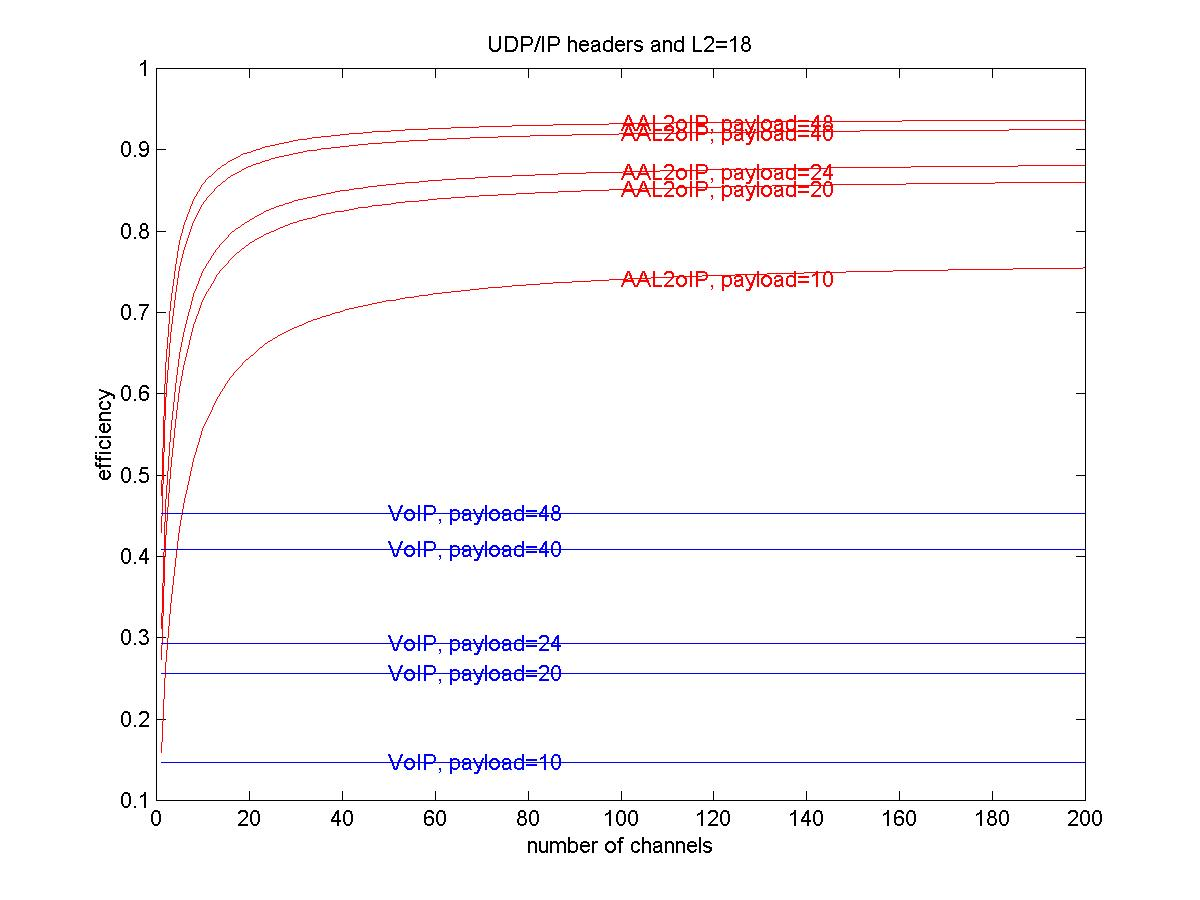 UDP/IP headers and L2=18
1
0.9
0.8
0.7
0.6
0.5
0.4
0.3
0.2
0.1
efficiency
AAL2oIP, payload=48
AAL2oIP, payload=40
AAL2oIP, payload=24
AAL2oIP, payload=20
AAL2oIP, payload=10
VoIP, payload=48
VoIP, payload=40
VoIP, payload=24
VoIP, payload=20
VoIP, payload=10
0 20 40 60 80 100 120 140 160 180 200
number of channels